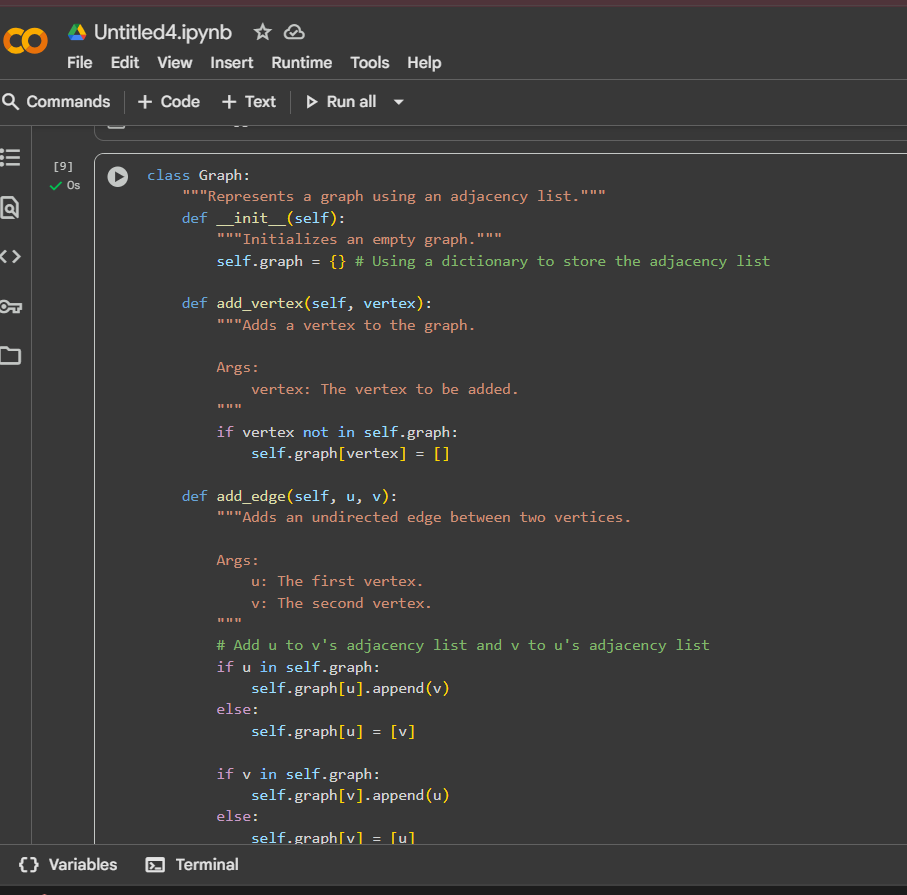 Untitled4.ipynb
File Edit View Insert Runtime Tools Help
Commands + Code + Text Run all
[9]
0s
class Graph:
    """Represents a graph using an adjacency list."""
    def __init__(self):
        """Initializes an empty graph."""
        self.graph = {} # Using a dictionary to store the adjacency list
    def add_vertex(self, vertex):
        """Adds a vertex to the graph.
        Args:
            vertex: The vertex to be added.
        """
        if vertex not in self.graph:
            self.graph[vertex] = []
    def add_edge(self, u, v):
        """Adds an undirected edge between two vertices.
        Args:
            u: The first vertex.
            v: The second vertex.
        """
        # Add u to v's adjacency list and v to u's adjacency list
        if u in self.graph:
            self.graph[u].append(v)
        else:
            self.graph[u] = [v]
        if v in self.graph:
            self.graph[v].append(u)
        else:
            self.graph[v] = [u]
Variables Terminal